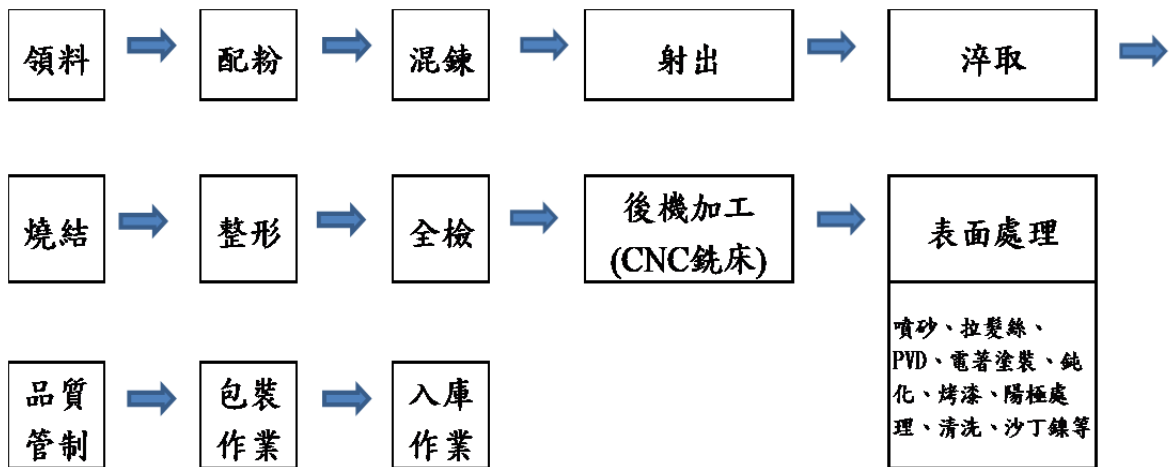 領料
配粉
混鍊
射出
淬取
燒結
整形
全檢
後機加工
(CNC銑床)
表面處理
噴砂、拉髮絲、
PVD、電著塗裝、鈍
化、烤漆、陽極處
理、清洗、沙丁鎳等
品質
管制
包裝
作業
入庫
作業